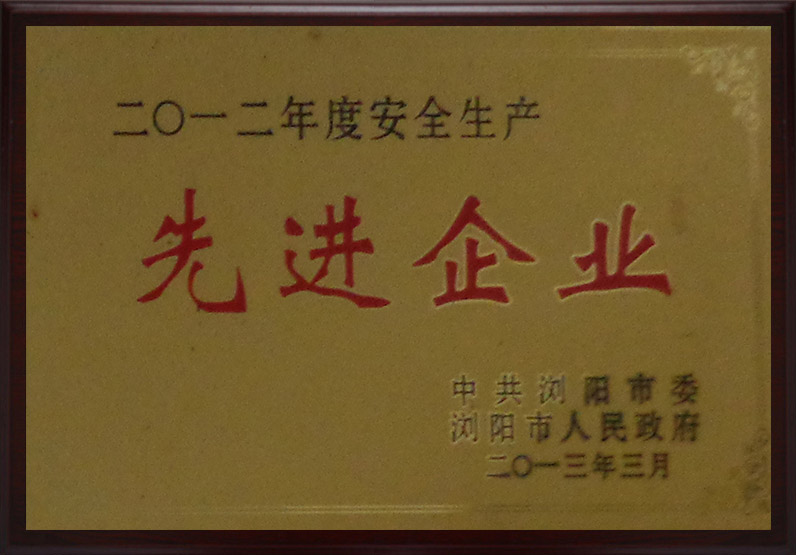 二〇一二年度安全生产
先进企业
中共浏阳市委
浏阳市人民政府
二〇一三年三月